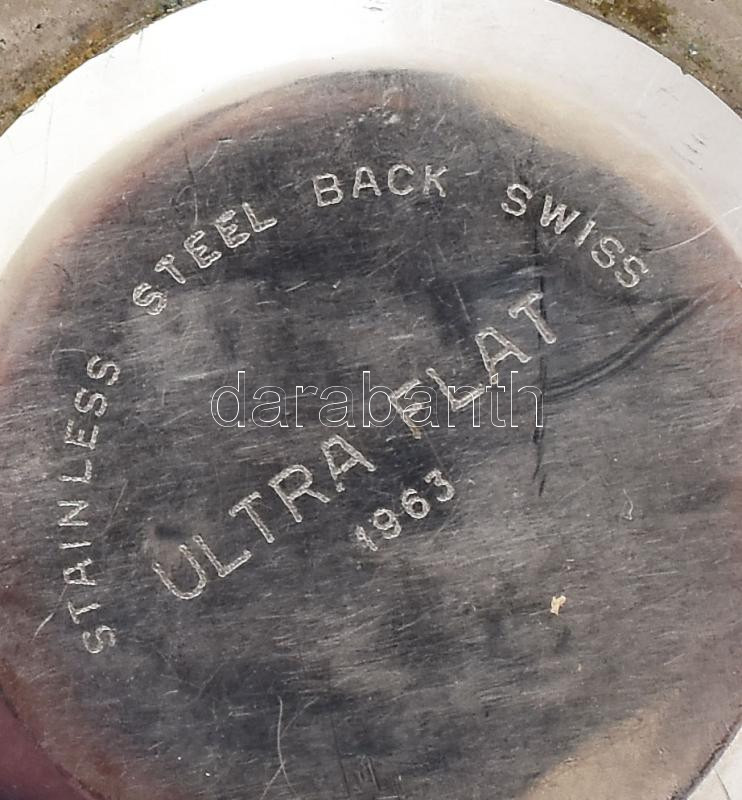 STAINLESS STEEL BACK SWISS
ULTRA FLAT
1963
darabanth